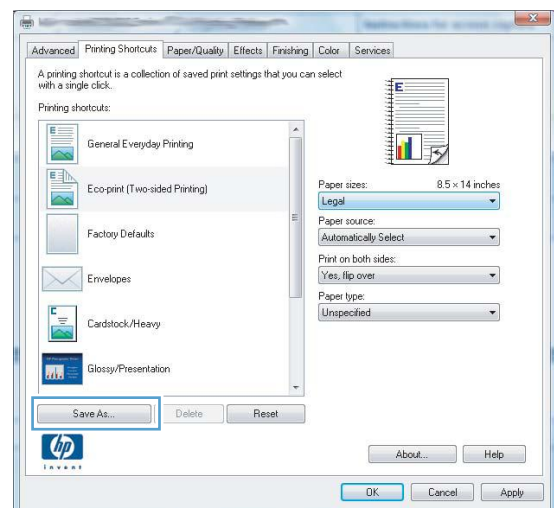 Advanced Printing Shortcuts Paper/Quality Effects Finishing Color Services
A printing shortcut is a collection of saved print settings that you can select
with a single click.
Printing shortcuts:
General Everyday Printing
Eco-print (Two-sided Printing)
Factory Defaults
Envelopes
Cardstock/Heavy
Glossy/Presentation
E
Paper sizes: 8.5 × 14 inches
Legal
Paper source:
Automatically Select
Print on both sides:
Yes, flip over
Paper type:
Unspecified
Save As... Delete Reset
hp
invent
About... Help
OK Cancel Apply